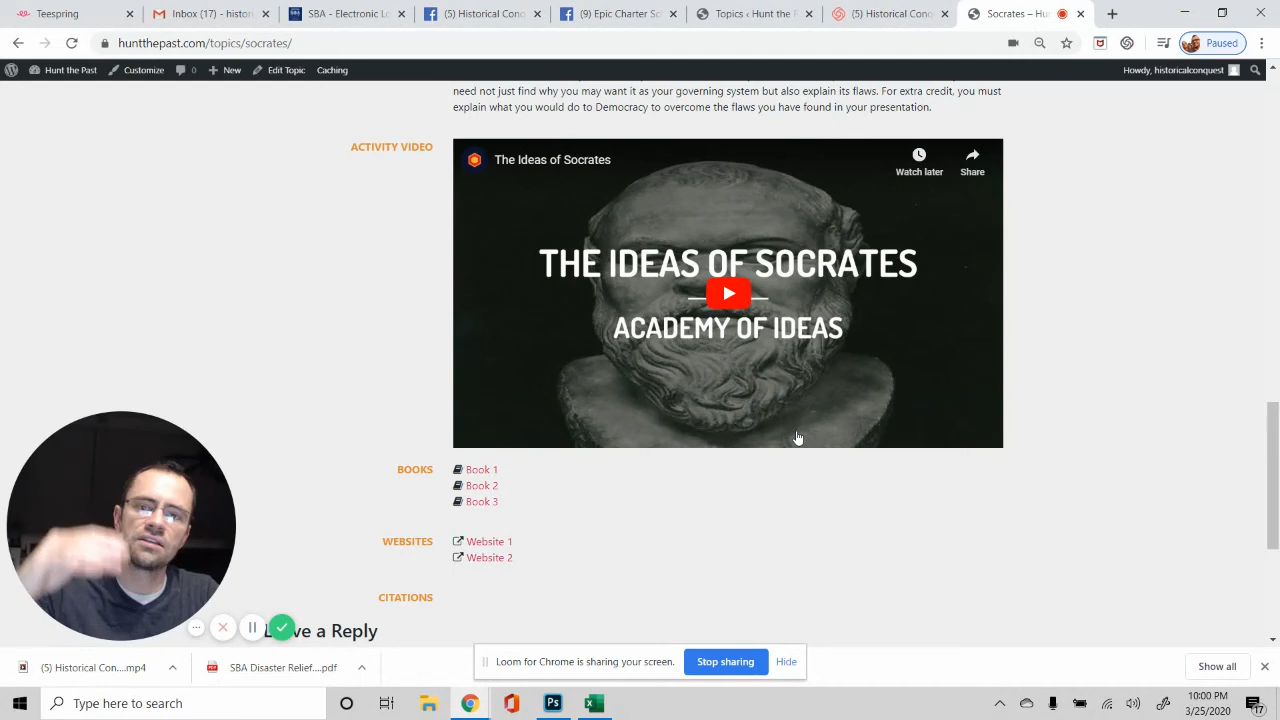 Teespring
Inbox (17) - histori
SBA - Electronic Lo
(5) Historical Conq
(9) Epic Charter Sc
Topics ‹ Hunt the P
(5) Historical Conq
Socrates – Hu
huntthepast.com/topics/socrates/
Paused
Hunt the Past
Customize
0
New
Edit Topic
Caching
Howdy, historicalconquest
need not just find why you may want it as your governing system but also explain its flaws. For extra credit, you must
explain what you would do to Democracy to overcome the flaws you have found in your presentation.
ACTIVITY VIDEO
The Ideas of Socrates
Watch later
Share
THE IDEAS OF SOCRATES
ACADEMY OF IDEAS
BOOKS
Book 1
Book 2
Book 3
WEBSITES
Website 1
Website 2
CITATIONS
ve a Reply
Loom for Chrome is sharing your screen.
Stop sharing
Hide
(5) Historical Con....mp4
SBA Disaster Relief....pdf
Show all
Type here to search
10:00 PM
3/25/2020
17